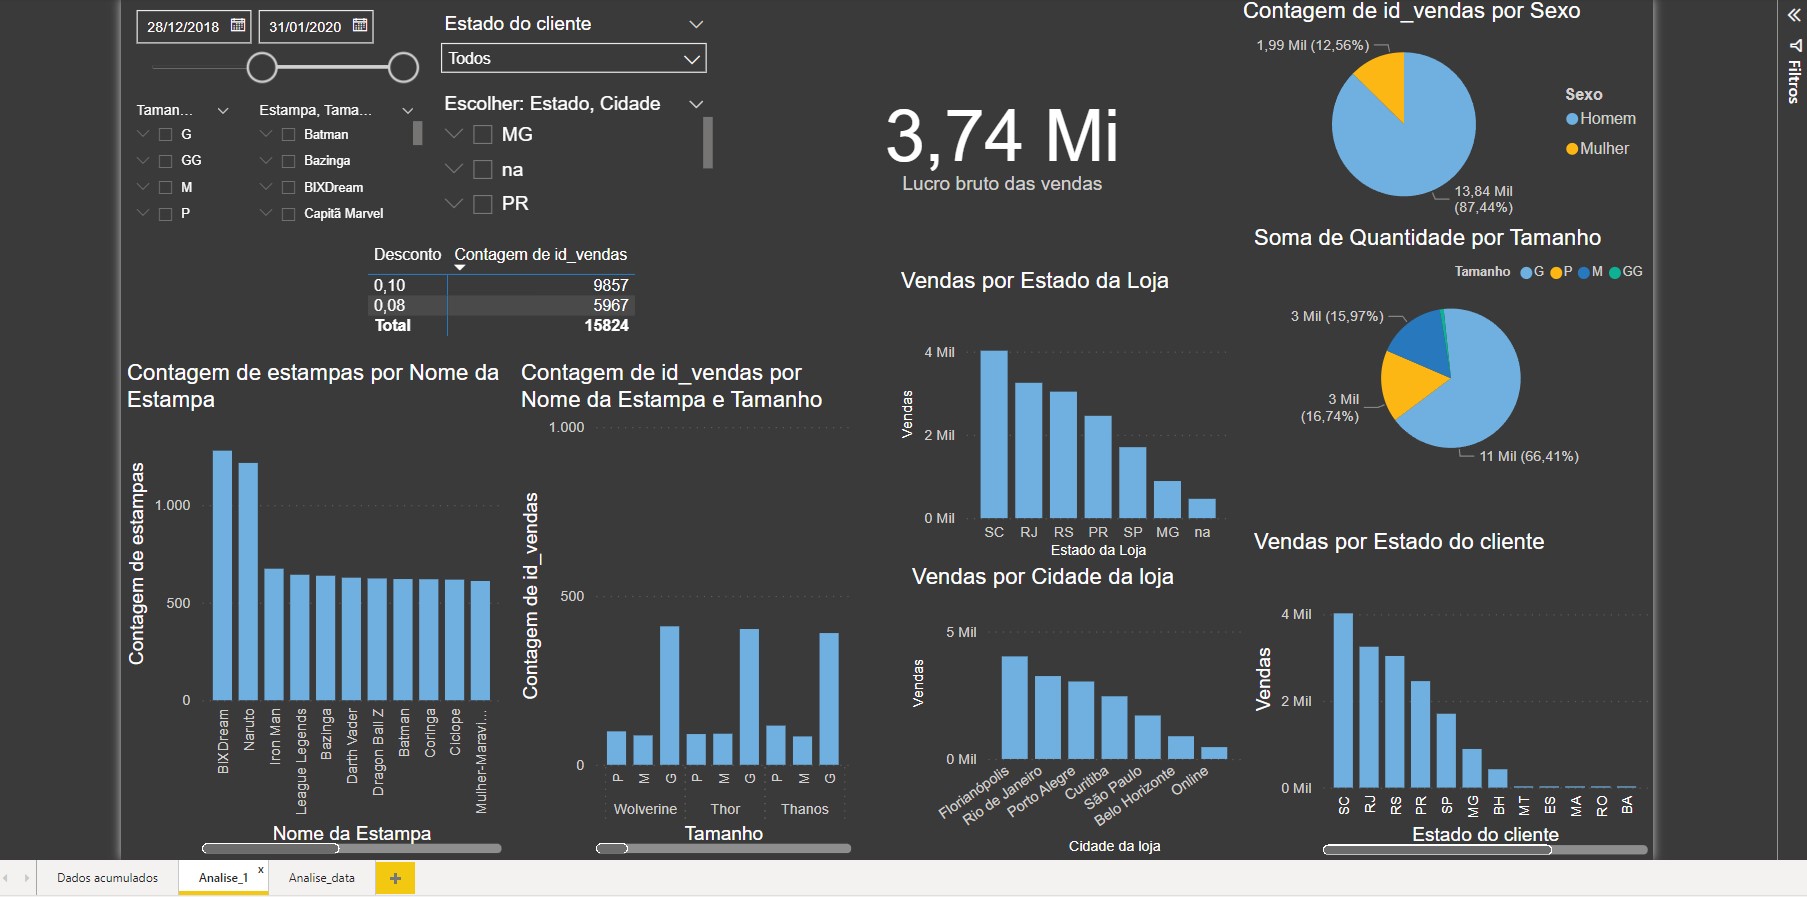 28/12/2018
31/01/2020
Estado do cliente
Todos
Taman...
G
GG
M
P
Estampa, Tama...
Batman
Bazinga
BIXDream
Capitã Marvel
Escolher: Estado, Cidade
MG
na
PR
Desconto Contagem de id_vendas
0,10 9857
0,08 5967
Total 15824
3,74 Mi
Lucro bruto das vendas
Contagem de id_vendas por Sexo
1,99 Mil (12,56%)
13,84 Mil
(87,44%)
Sexo
Homem
Mulher
Soma de Quantidade por Tamanho
Tamanho G P M GG
3 Mil (15,97%)
3 Mil
(16,74%)
11 Mil (66,41%)
Contagem de estampas por Nome da
Estampa
Contagem de estampas
1.000
500
0
BIXDream
Naruto
Iron Man
League Legends
Bazinga
Darth Vader
Dragon Ball Z
Batman
Coringa
Ciclope
Mulher-Maravi...
Nome da Estampa
Contagem de id_vendas por
Nome da Estampa e Tamanho
Contagem de id_vendas
1.000
500
0
P M G P M G P M G
Wolverine Thor Thanos
Tamanho
Vendas por Estado da Loja
Vendas
4 Mil
2 Mil
0 Mil
SC RJ RS PR SP MG na
Estado da Loja
Vendas por Cidade da loja
Vendas
5 Mil
0 Mil
Florianópolis
Rio de Janeiro
Porto Alegre
Curitiba
São Paulo
Belo Horizonte
Online
Cidade da loja
Vendas por Estado do cliente
Vendas
4 Mil
2 Mil
0 Mil
SC RJ RS PR SP MG BH MT ES MA RO BA
Estado do cliente
Filtros
Dados acumulados
Analise_1
x
Analise_data
+